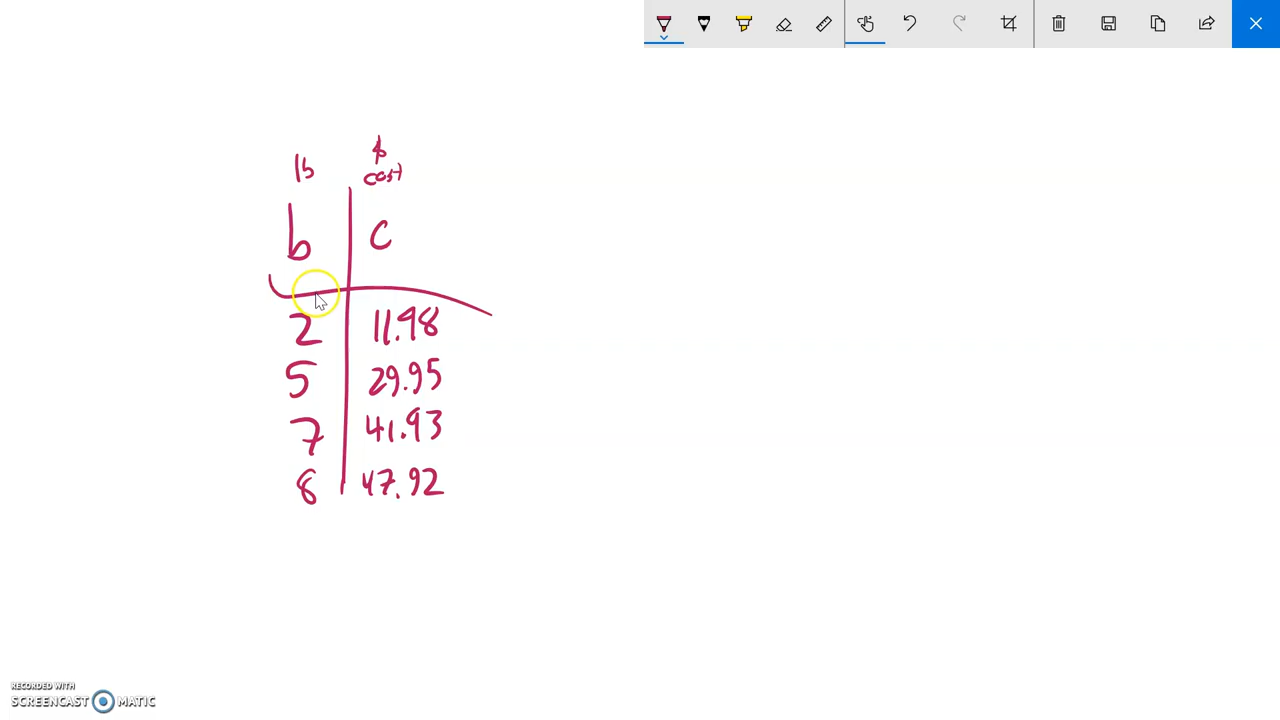 lb $ cost
b c
2 11.98
5 29.95
7 41.93
8 47.92
RECORDED WITH
SCREENCAST MATIC